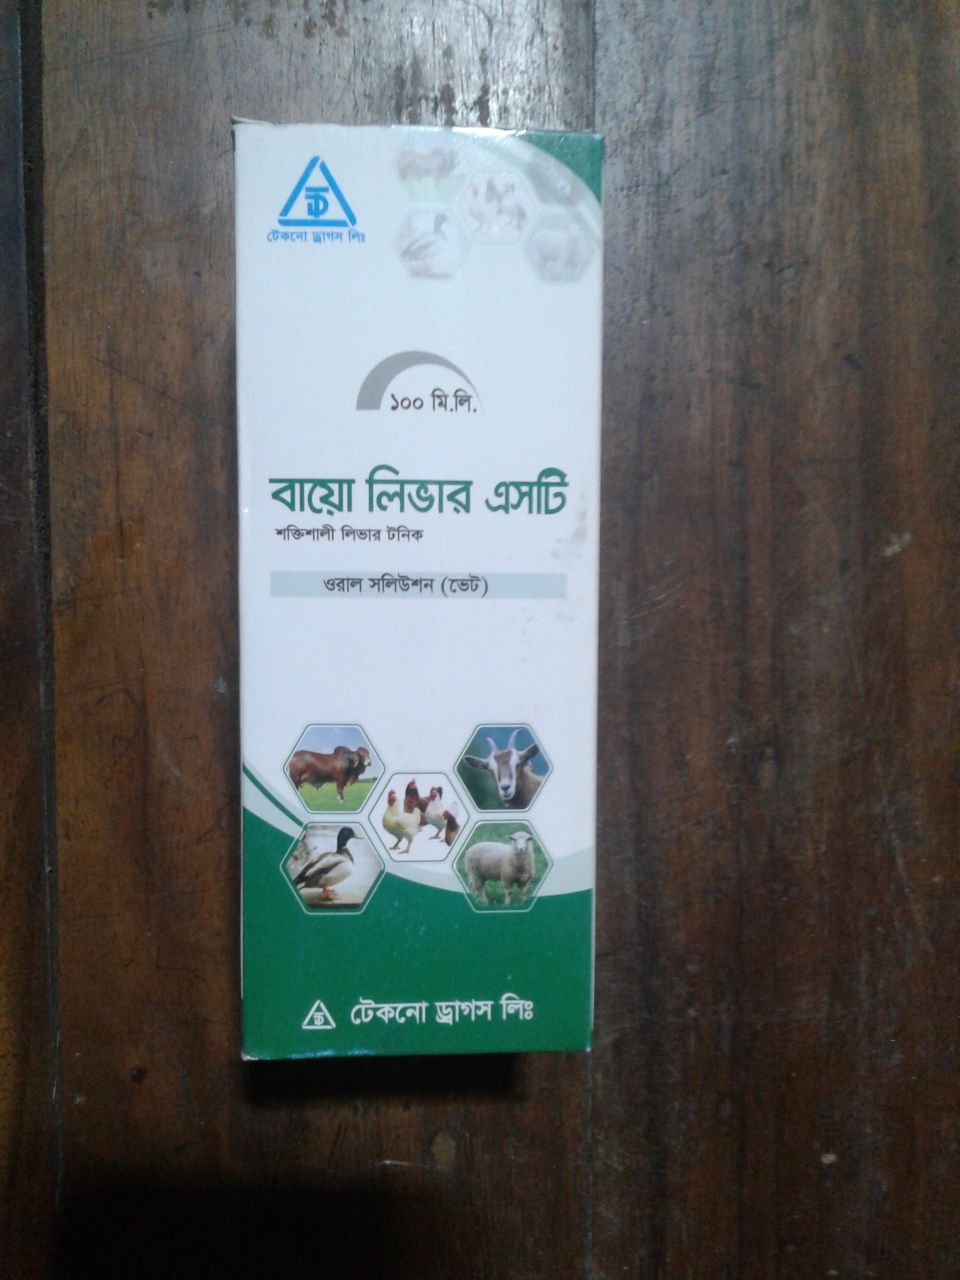 টেকনো ড্রাগস লিঃ
১০০ মি.লি.
বায়ো লিভার এসটি
শক্তিশালী লিভার টনিক
ওরাল সলিউশন (ভেট)
টেকনো ড্রাগস লিঃ